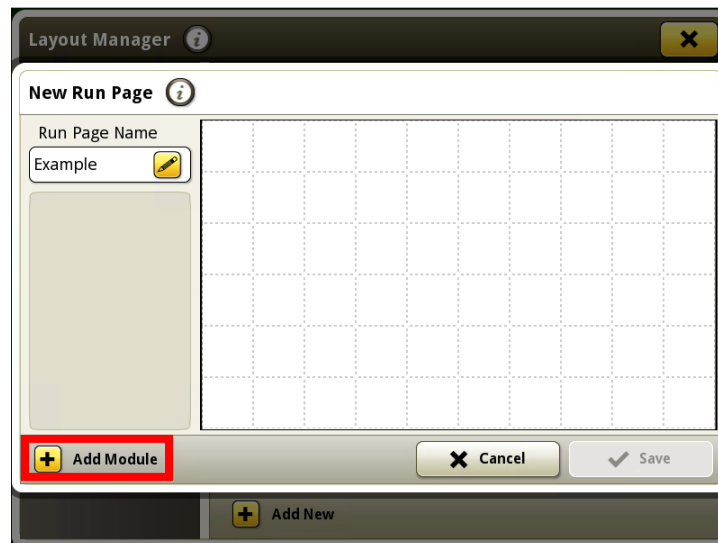 Layout Manager i
New Run Page i
Run Page Name
Example
Add Module
Cancel
Save
Add New